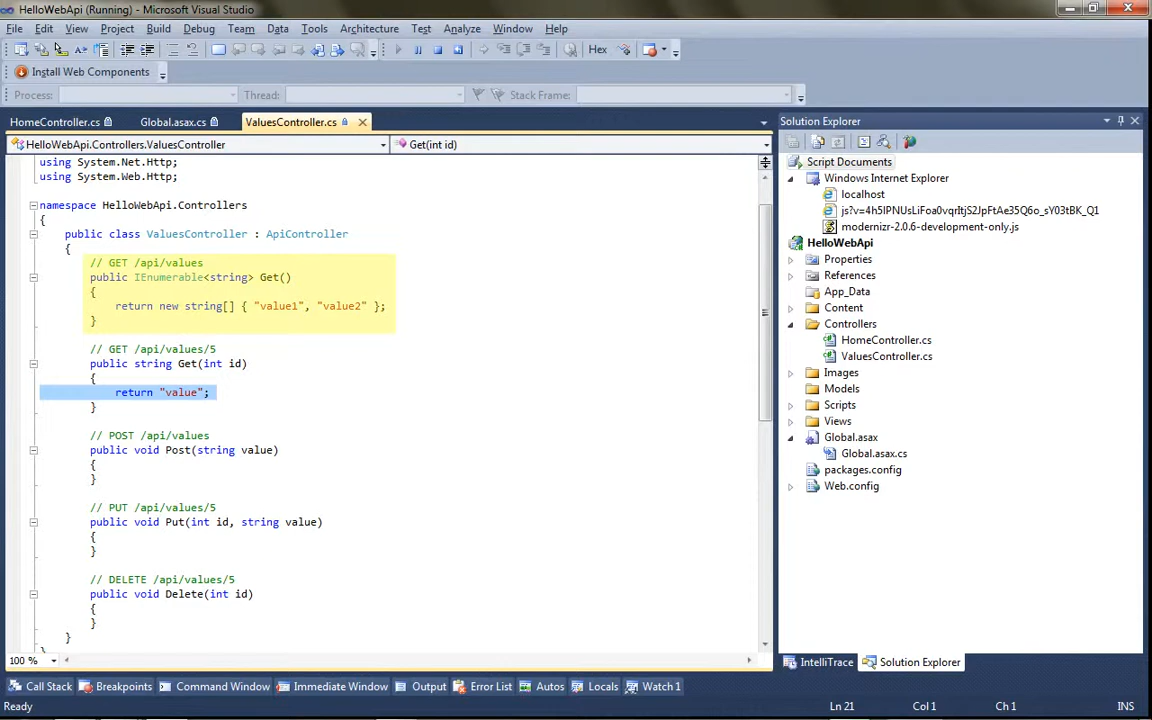 HelloWebApi (Running) - Microsoft Visual Studio
File Edit View Project Build Debug Team Data Tools Architecture Test Analyze Window Help
Hex
Install Web Components
Process: Thread: Stack Frame:
HomeController.cs Global.asax.cs ValuesController.cs
HelloWebApi.Controllers.ValuesController Get(int id)
using System.Net.Http;
using System.Web.Http;
namespace HelloWebApi.Controllers
{
public class ValuesController : ApiController
{
// GET /api/values
public IEnumerable<string> Get()
{
return new string[] { "value1", "value2" };
}
// GET /api/values/5
public string Get(int id)
{
return "value";
}
// POST /api/values
public void Post(string value)
{
}
// PUT /api/values/5
public void Put(int id, string value)
{
}
// DELETE /api/values/5
public void Delete(int id)
{
}
}
100 %
Solution Explorer
Script Documents
Windows Internet Explorer
localhost
modernizr-2.0.6-development-only.js
HelloWebApi
Properties
References
App_Data
Content
Controllers
HomeController.cs
ValuesController.cs
Images
Models
Scripts
Views
Global.asax
Global.asax.cs
packages.config
Web.config
IntelliTrace Solution Explorer
Call Stack Breakpoints Command Window Immediate Window Output Error List Autos Locals Watch 1
Ready Ln 21 Col 1 Ch 1 INS